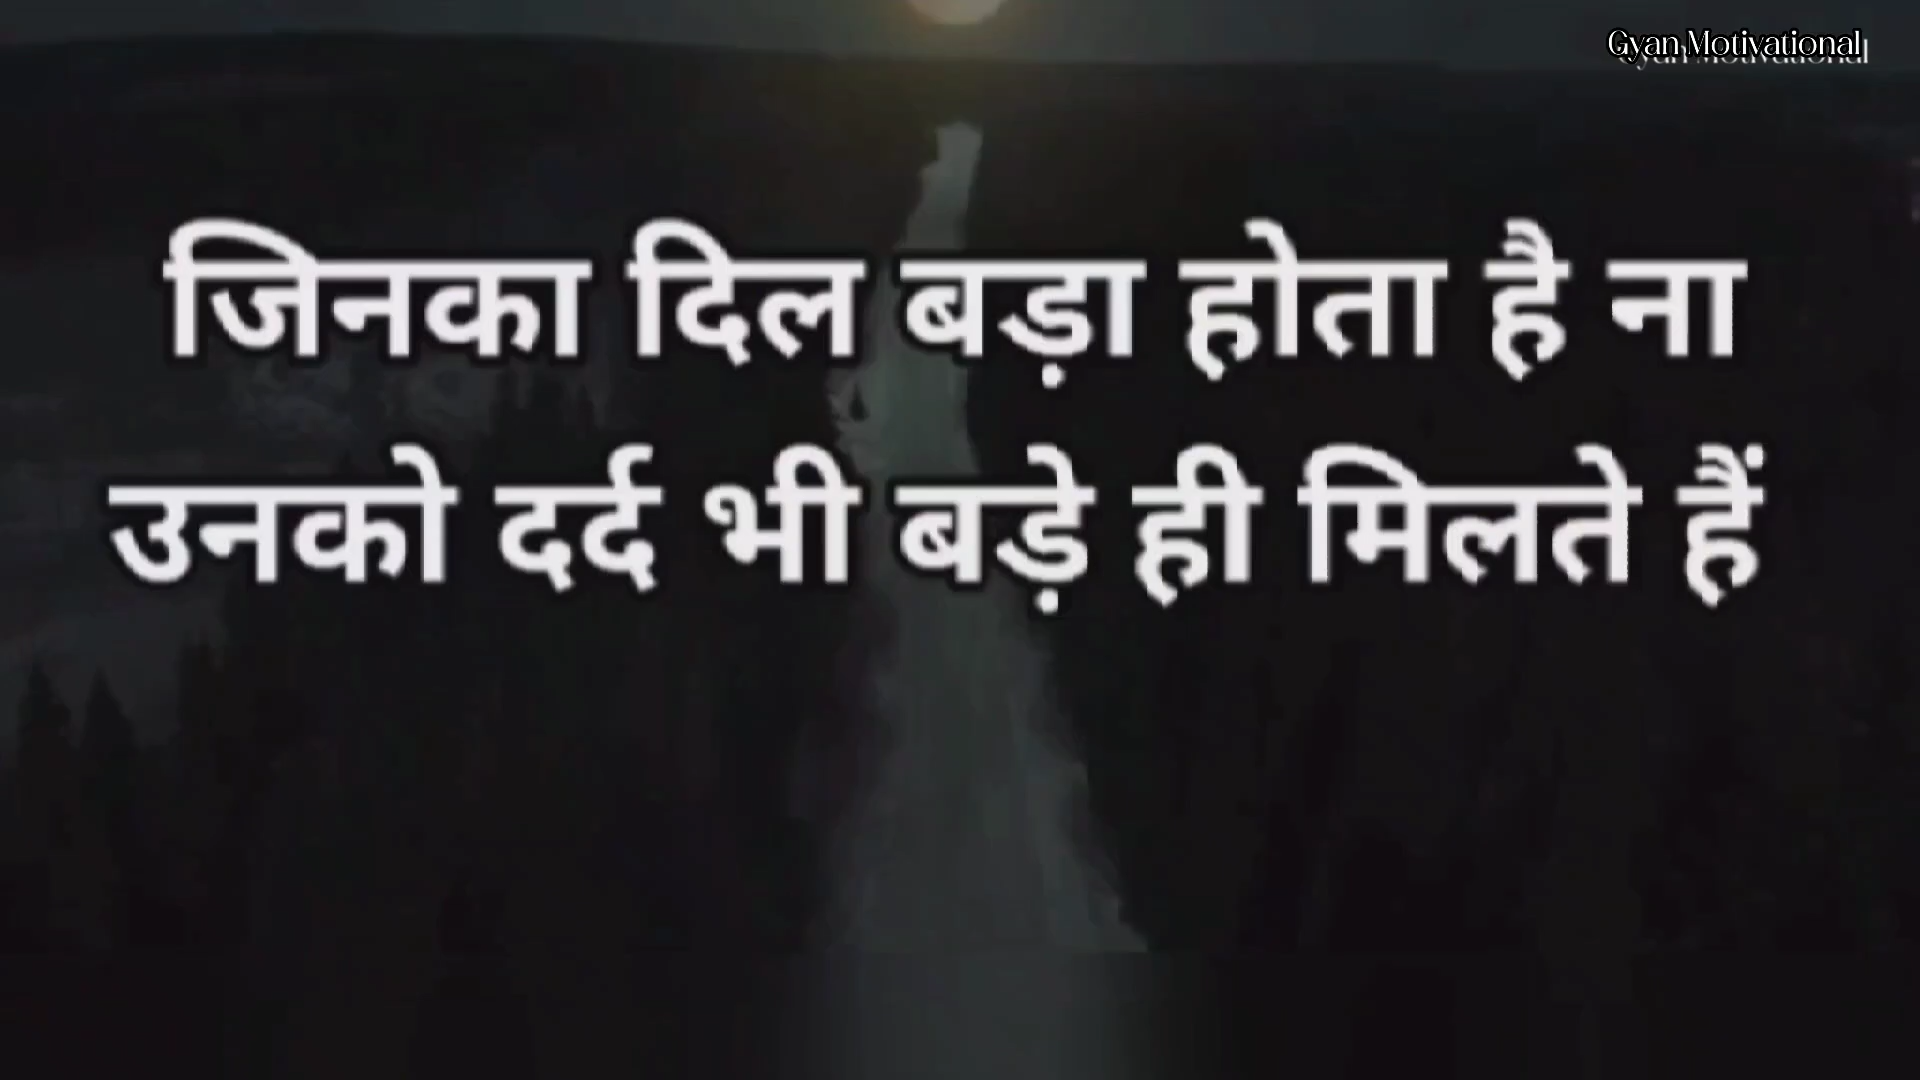 Gyan Motivational
जिनका दिल बड़ा होता है ना
उनको दर्द भी बड़े ही मिलते हैं